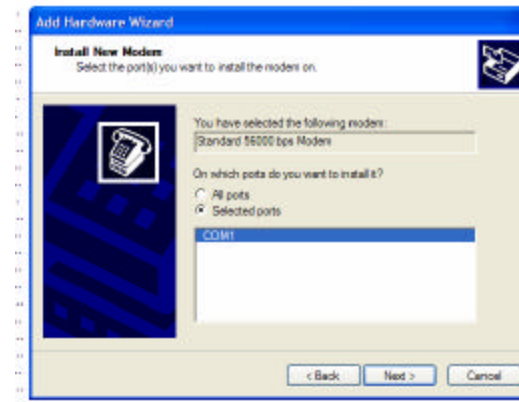 Add Hardware Wizard
Install New Modem
Select the port(s) you want to install the modem on.
You have selected the following modem:
Standard 56000 bps Modem
On which ports do you want to install it?
All ports
Selected ports
COM1
< Back Next > Cancel